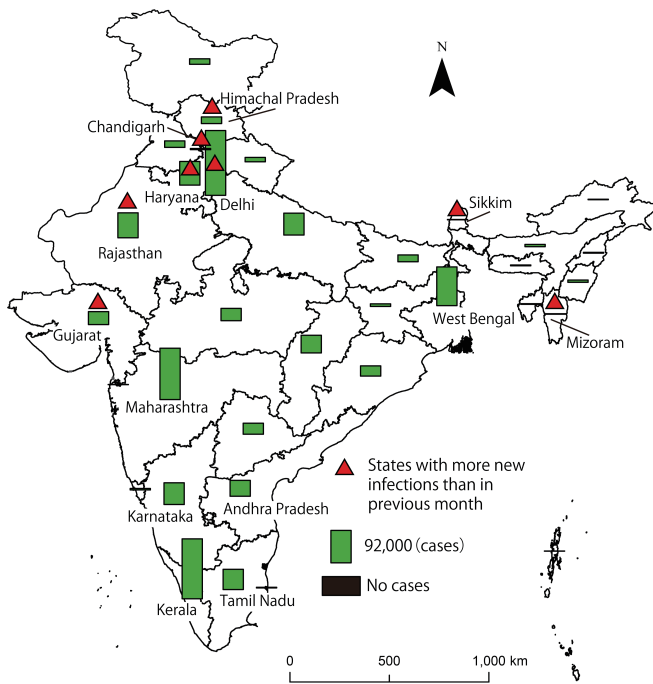 N
Himachal Pradesh
Chandigarh
Haryana
Delhi
Sikkim
Rajasthan
Gujarat
West Bengal
Mizoram
Maharashtra
States with more new
infections than in
previous month
Karnataka
Andhra Pradesh
92,000 (cases)
No cases
Kerala
Tamil Nadu
0 500 1,000 km